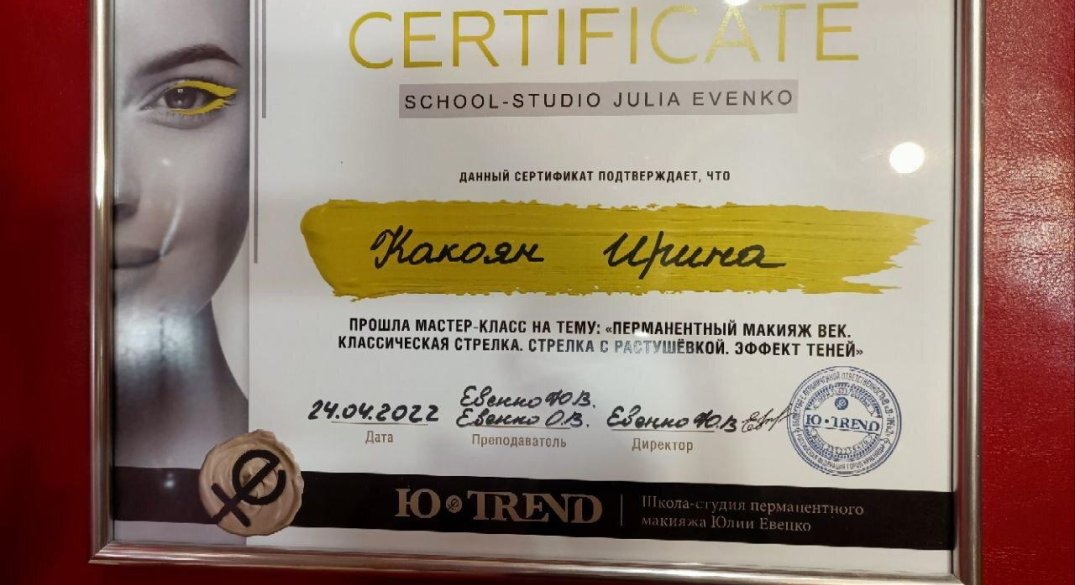 CERTIFICATE
SCHOOL-STUDIO JULIA EVENKO
ДАННЫЙ СЕРТИФИКАТ ПОДТВЕРЖДАЕТ, ЧТО
Какоян Ирина
ПРОШЛА МАСТЕР-КЛАСС НА ТЕМУ: «ПЕРМАНЕНТНЫЙ МАКИЯЖ ВЕК.
КЛАССИЧЕСКАЯ СТРЕЛКА. СТРЕЛКА С РАСТУШЁВКОЙ. ЭФФЕКТ ТЕНЕЙ»
Евенко Ю.В.
24.04.2022 Евенко О.В. Евенко Ю.В
Дата Преподаватель Директор
Ю•TREND
Ю TREND
Школа-студия перманентного
макияжа Юлии Евенко